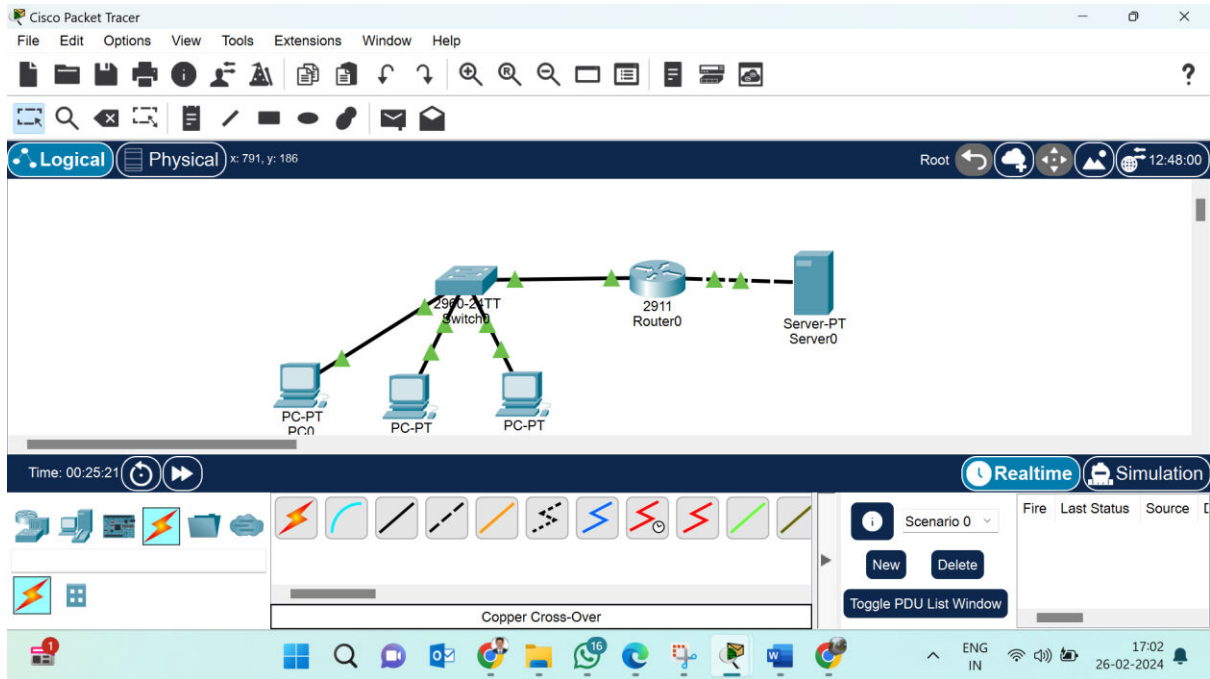 Cisco Packet Tracer
File Edit Options View Tools Extensions Window Help
?
Logical Physical x: 791, y: 186 Root 12:48:00
2960-24TT
Switch0
2911
Router0
Server-PT
Server0
PC-PT
PC0
PC-PT
PC-PT
Time: 00:25:21 Realtime Simulation
Scenario 0 Fire Last Status Source D
New Delete
Toggle PDU List Window
Copper Cross-Over
1
16
ENG
IN
17:02
26-02-2024